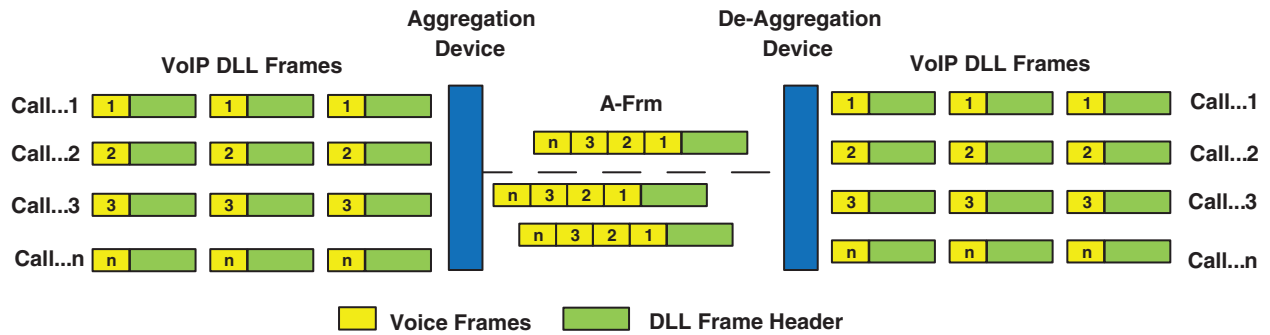 Aggregation Device
De-Aggregation Device
VoIP DLL Frames
VoIP DLL Frames
A-Frm
Call...1 1 1 1
Call...2 2 2 2
Call...3 3 3 3
Call...n n n n
n 3 2 1
n 3 2 1
n 3 2 1
1 1 1 Call...1
2 2 2 Call...2
3 3 3 Call...3
n n n Call...n
Voice Frames
DLL Frame Header